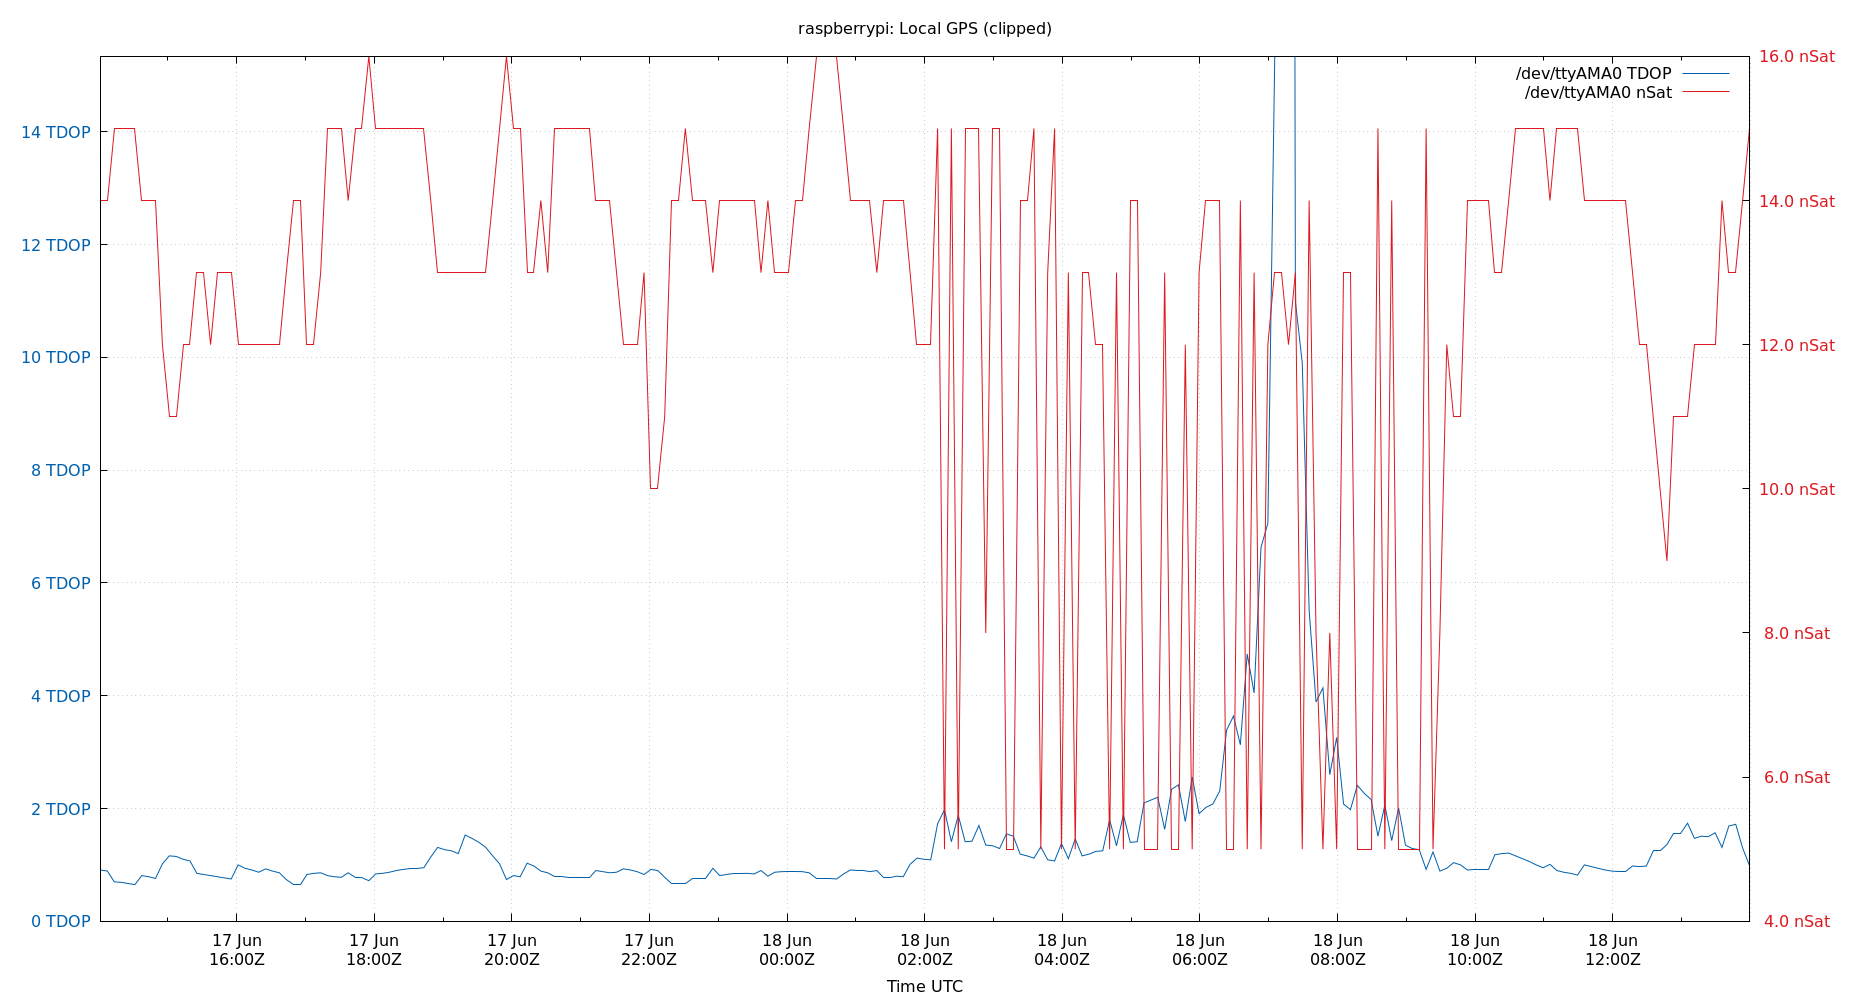 raspberrypi: Local GPS (clipped)
16.0 nSat
/dev/ttyAMA0 TDOP
/dev/ttyAMA0 nSat
14 TDOP
14.0 nSat
12 TDOP
12.0 nSat
10 TDOP
10.0 nSat
8 TDOP
8.0 nSat
6 TDOP
6.0 nSat
4 TDOP
2 TDOP
0 TDOP
4.0 nSat
17 Jun 17 Jun 17 Jun 17 Jun 18 Jun 18 Jun 18 Jun 18 Jun 18 Jun 18 Jun 18 Jun
16:00Z 18:00Z 20:00Z 22:00Z 00:00Z 02:00Z 04:00Z 06:00Z 08:00Z 10:00Z 12:00Z
Time UTC